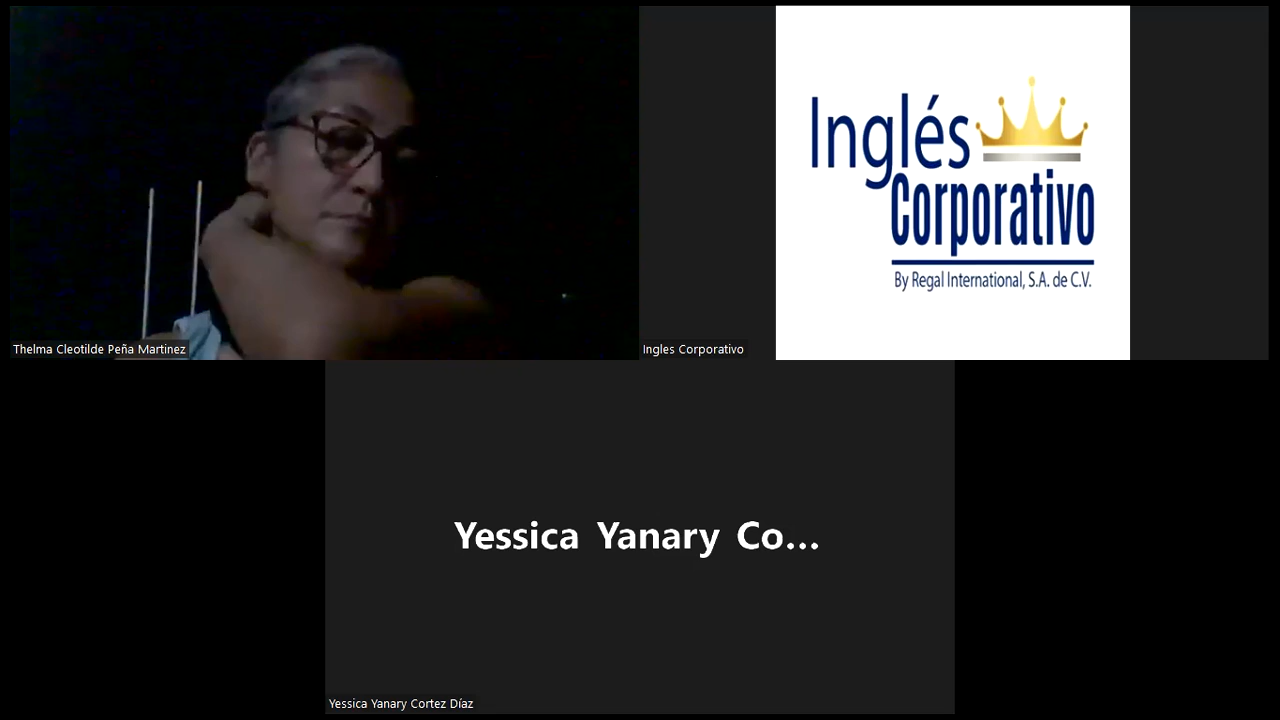 Inglés
Corporativo
By Regal International, S.A. de C.V.
Thelma Cleotilde Peña Martinez
Ingles Corporativo
Yessica Yanary Co...
Yessica Yanary Cortez Díaz